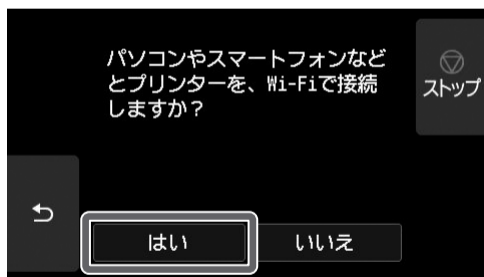 パソコンやスマートフォンなど
とプリンターを、Wi-Fiで接続
しますか？
ストップ
はい
いいえ